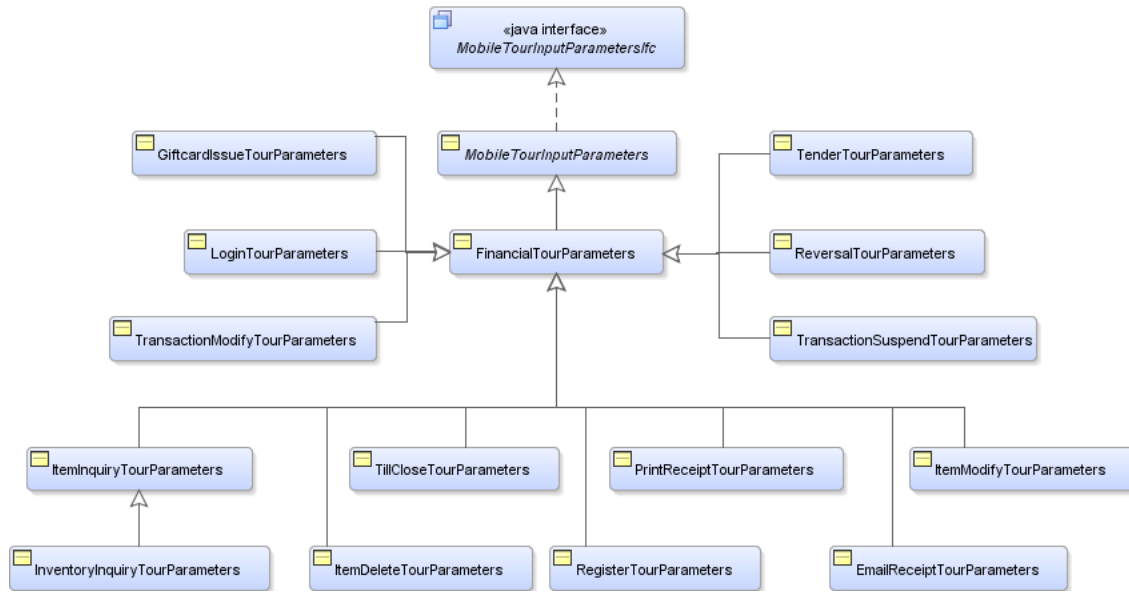 «java interface»
MobileTourInputParametersIfc
GiftcardIssueTourParameters
MobileTourInputParameters
TenderTourParameters
LoginTourParameters
FinancialTourParameters
ReversalTourParameters
TransactionModifyTourParameters
TransactionSuspendTourParameters
ItemInquiryTourParameters
TillCloseTourParameters
PrintReceiptTourParameters
ItemModifyTourParameters
InventoryInquiryTourParameters
ItemDeleteTourParameters
RegisterTourParameters
EmailReceiptTourParameters